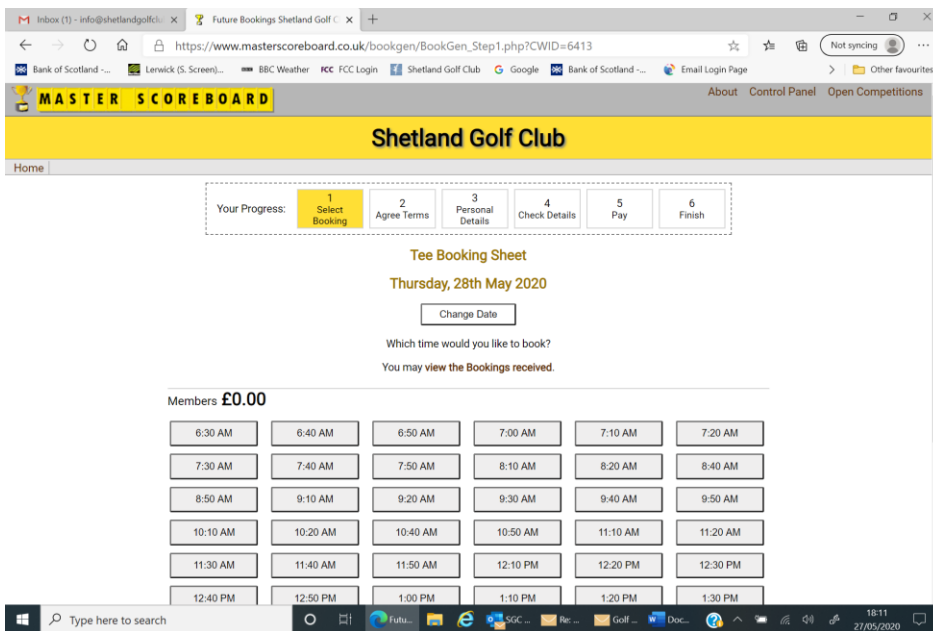 Inbox (1) - info@shetlandgolfclu
Future Bookings Shetland Golf C
https://www.masterscoreboard.co.uk/bookgen/BookGen_Step1.php?CWID=6413
Not syncing
Bank of Scotland -... Lerwick (S. Screen)... BBC Weather FCC FCC Login Shetland Golf Club Google Bank of Scotland -... Email Login Page Other favourites
MASTER SCOREBOARD
About Control Panel Open Competitions
Shetland Golf Club
Home
Your Progress:
1
Select
Booking
2
Agree Terms
3
Personal
Details
4
Check Details
5
Pay
6
Finish
Tee Booking Sheet
Thursday, 28th May 2020
Change Date
Which time would you like to book?
You may view the Bookings received.
Members £0.00
6:30 AM 6:40 AM 6:50 AM 7:00 AM 7:10 AM 7:20 AM
7:30 AM 7:40 AM 7:50 AM 8:10 AM 8:20 AM 8:40 AM
8:50 AM 9:10 AM 9:20 AM 9:30 AM 9:40 AM 9:50 AM
10:10 AM 10:20 AM 10:40 AM 10:50 AM 11:10 AM 11:20 AM
11:30 AM 11:40 AM 11:50 AM 12:10 PM 12:20 PM 12:30 PM
12:40 PM 12:50 PM 1:00 PM 1:10 PM 1:20 PM 1:30 PM
Type here to search
Futu... SGC ... Re: ... Golf ... Doc...
18:11
27/05/2020